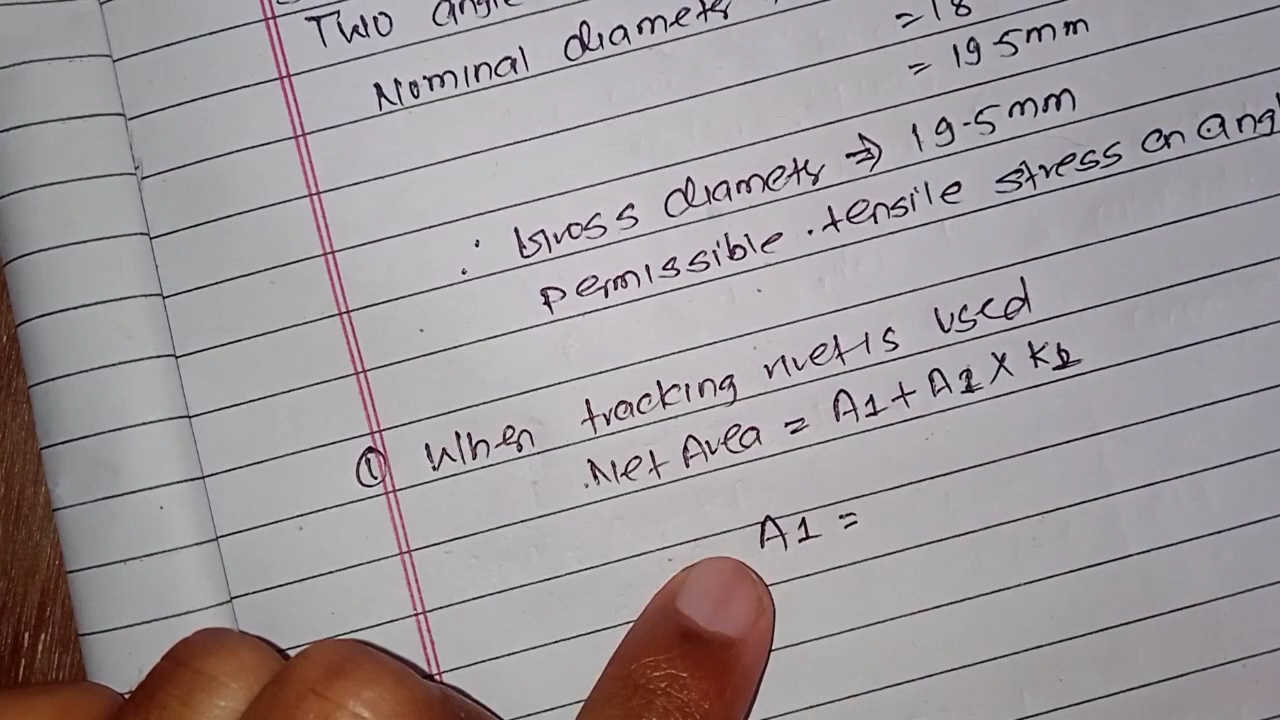 Two angle
Nominal diameter
= 18
= 19 5mm
∴ Gross diameter ⇒ 19.5mm
permissible . tensile stress on ang
① When tracking rivet is used
.Net Area = A1 + A2 × K2
A1 =